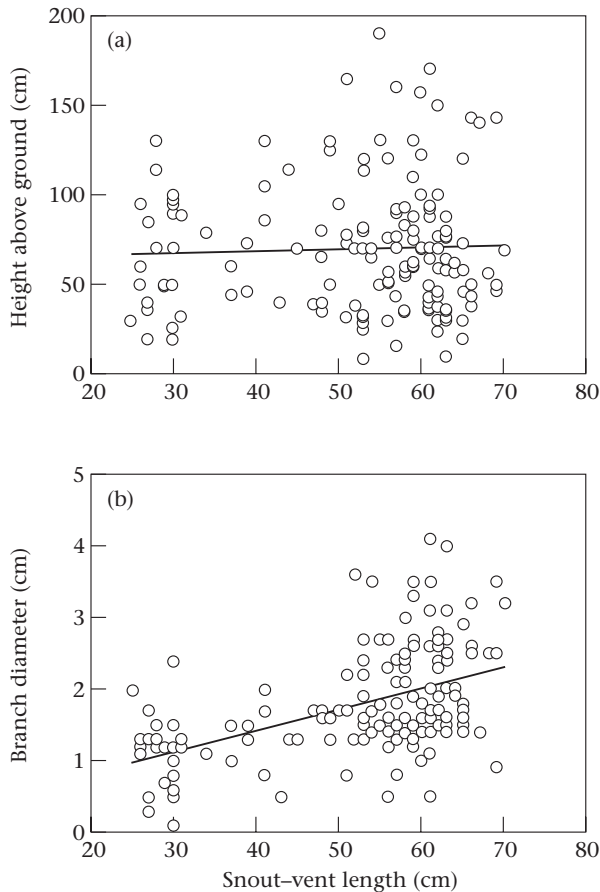 200
(a)
150
100
50
0
Height above ground (cm)
20 30 40 50 60 70 80
5
(b)
4
3
2
1
0
Branch diameter (cm)
20 30 40 50 60 70 80
Snout–vent length (cm)